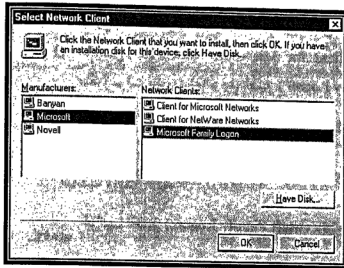 Select Network Client
Click the Network Client that you want to install, then click OK. If you have
an installation disk for this device, click Have Disk.
Manufacturers:
Banyan
Microsoft
Novell
Network Clients:
Client for Microsoft Networks
Client for NetWare Networks
Microsoft Family Logon
Have Disk...
OK
Cancel